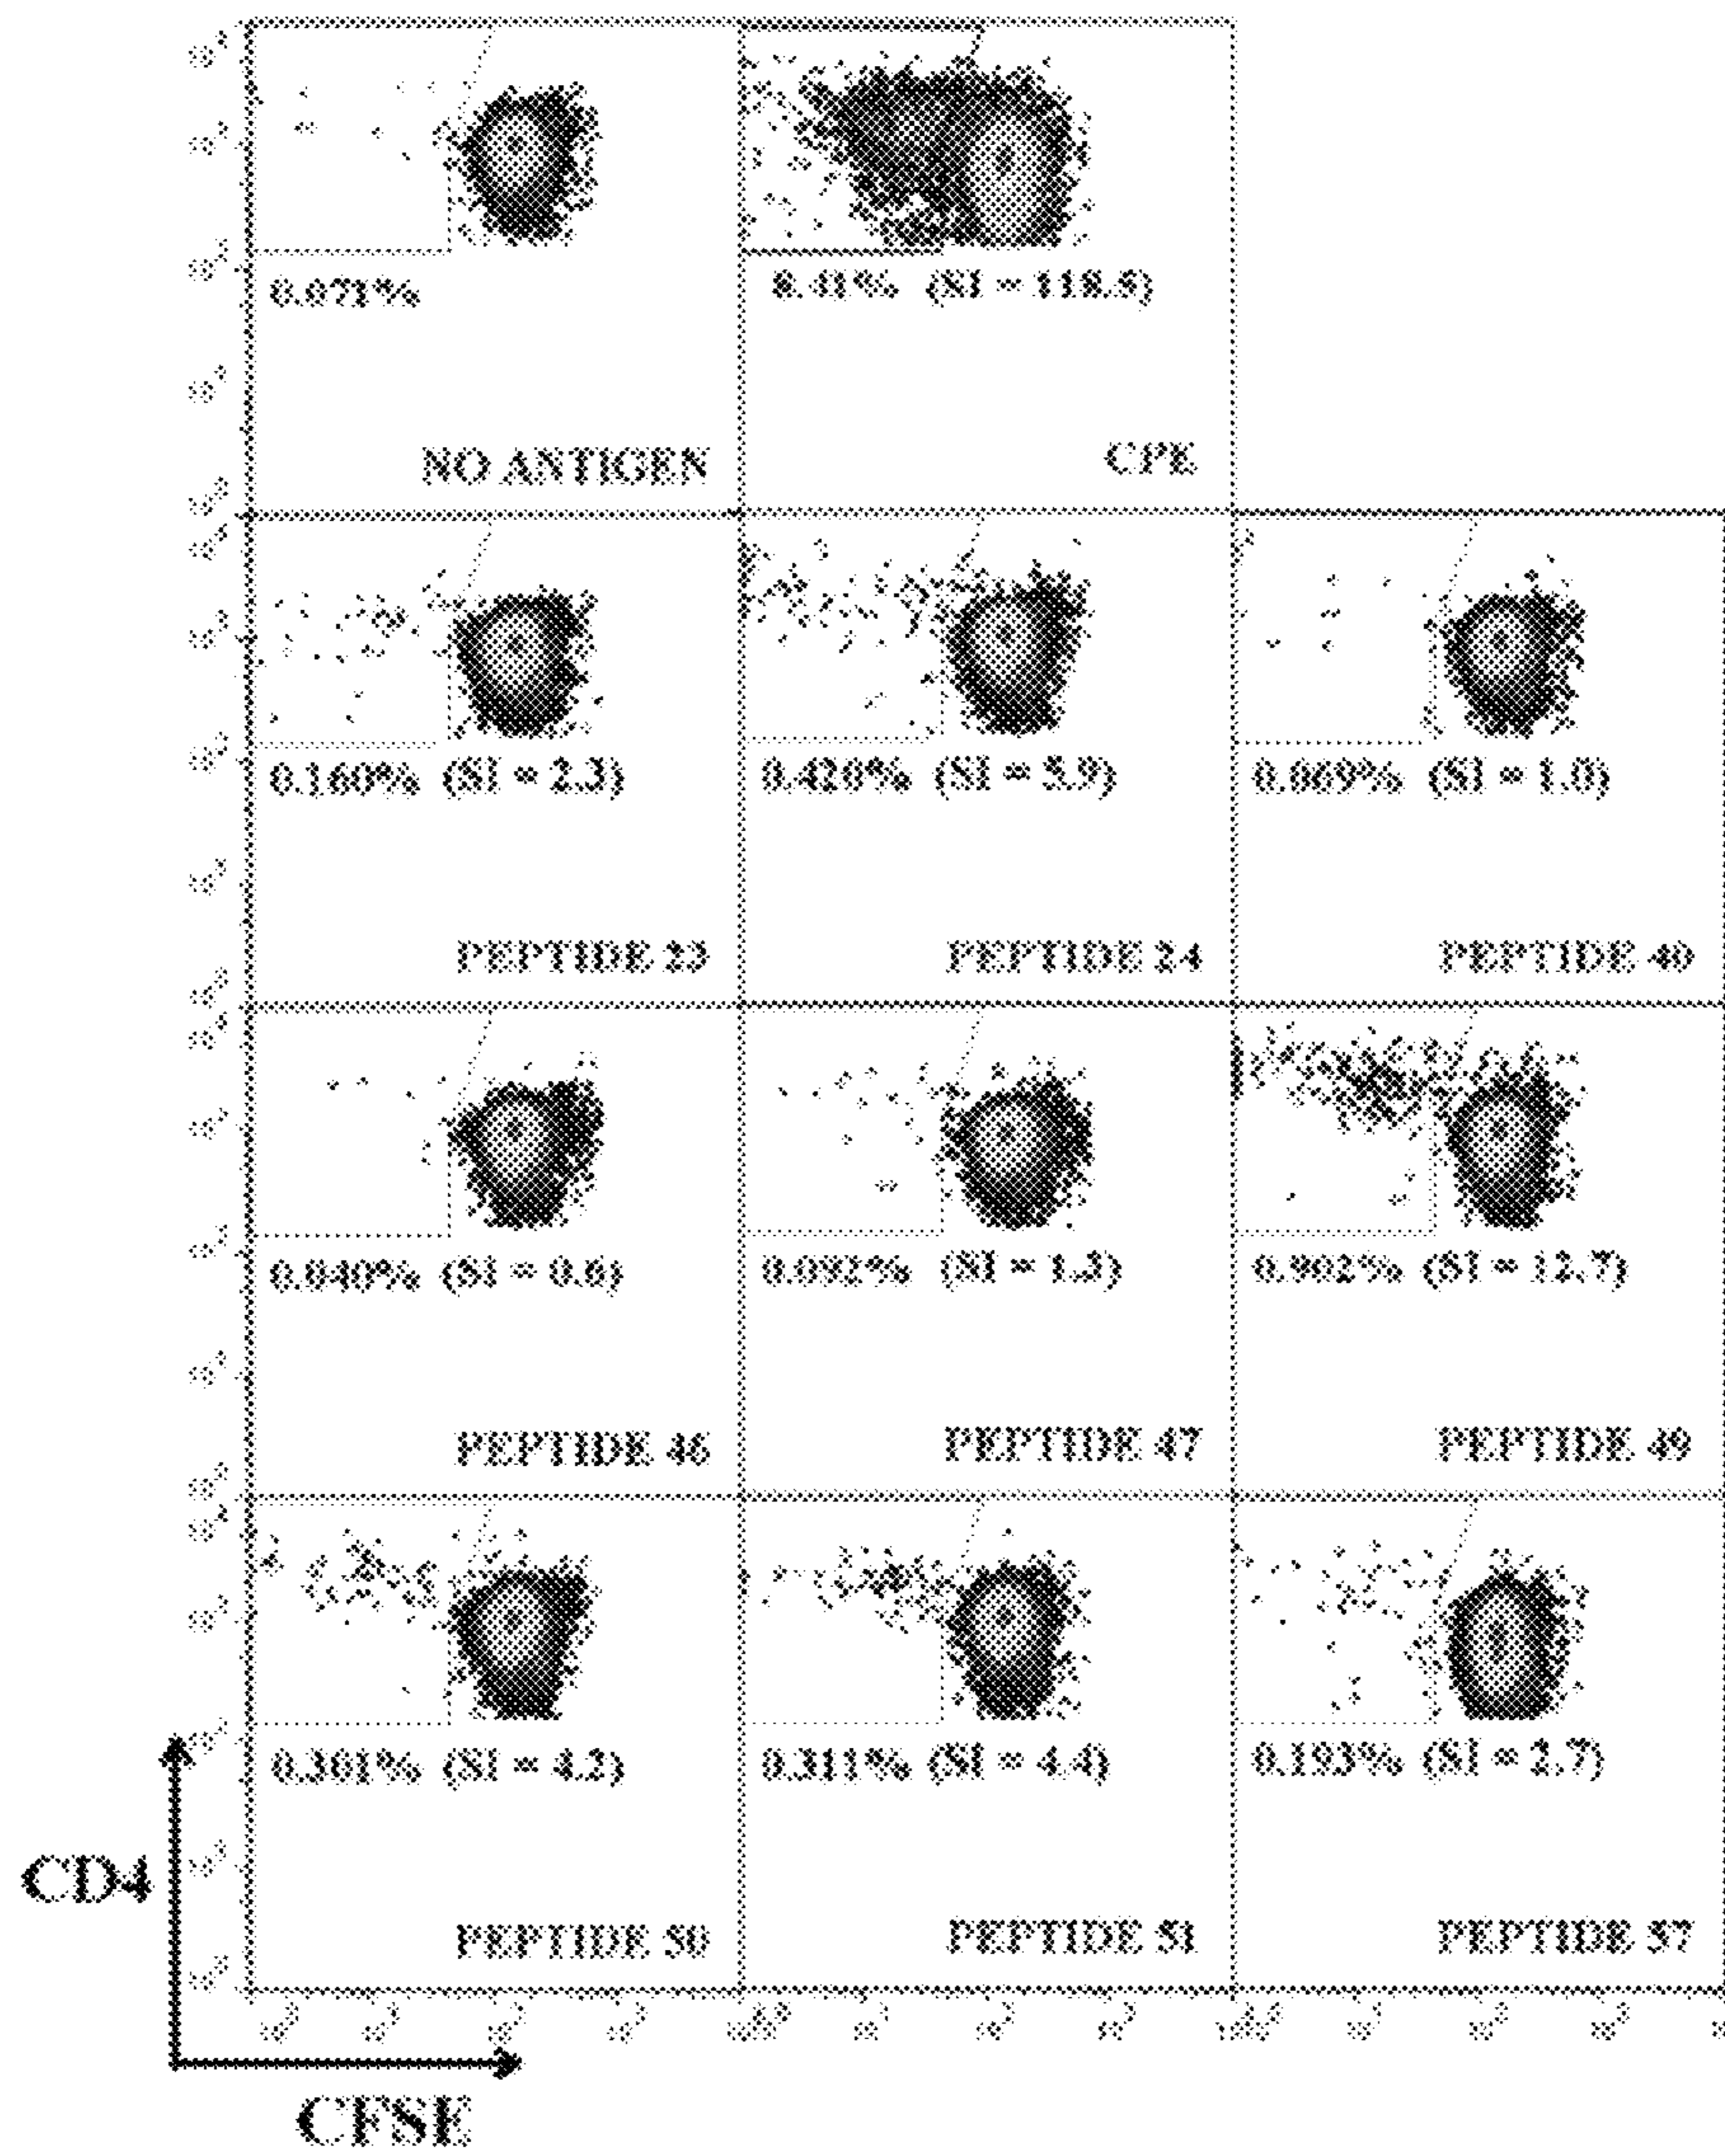 0.071%
NO ANTIGEN
8.41% (SI = 118.5)
CPE
0.160% (SI = 2.3)
PEPTIDE 23
0.420% (SI = 5.9)
PEPTIDE 24
0.069% (SI = 1.0)
PEPTIDE 40
0.040% (SI = 0.6)
PEPTIDE 46
(SI = 1.3)
PEPTIDE 47
0.902% (SI = 12.7)
PEPTIDE 49
0.301% (SI = 4.2)
PEPTIDE 50
0.311% (SI = 4.4)
PEPTIDE 51
0.193% (SI = 2.7)
PEPTIDE 57
CD4
CFSE